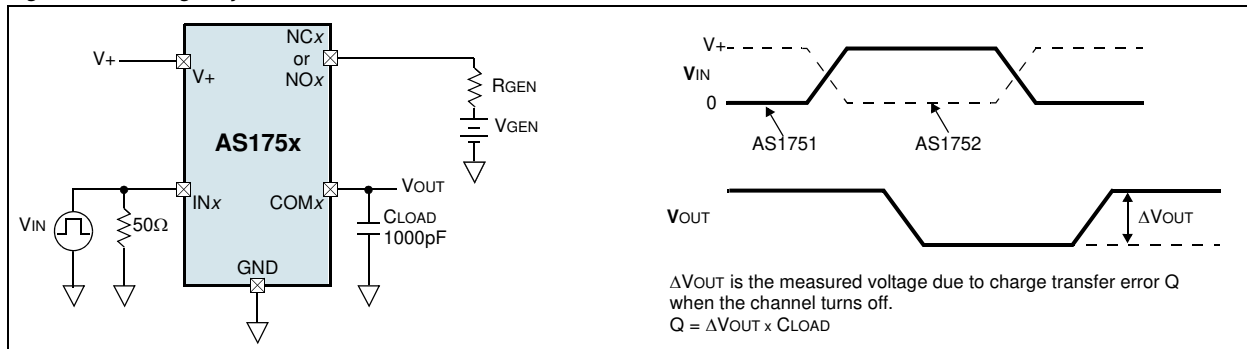 V+
V+
NCx
or
NOx
RGEN
VGEN
AS175x
VIN
50Ω
INx
COMx
VOUT
CLOAD
1000pF
GND
V+
VIN
0
AS1751
AS1752
VOUT
ΔVOUT
ΔVOUT is the measured voltage due to charge transfer error Q
when the channel turns off.
Q = ΔVOUT x CLOAD